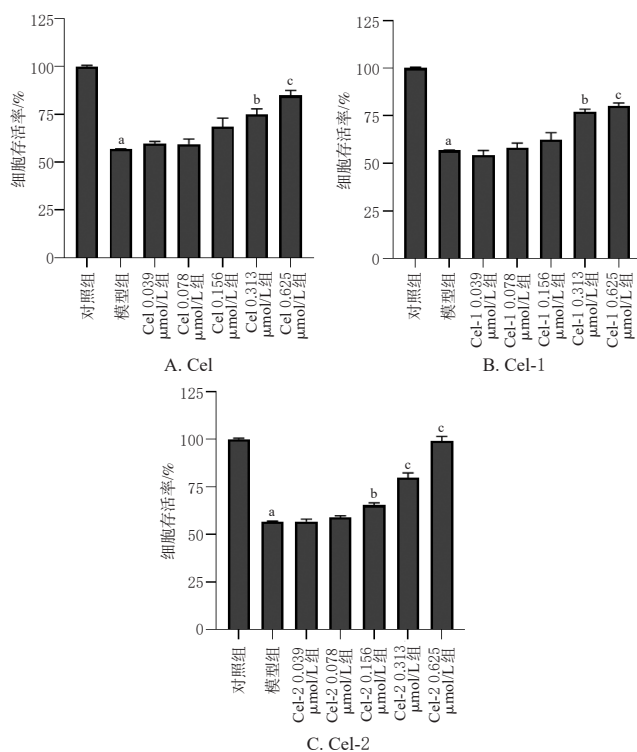 125
100
75
50
25
0
细胞存活率/%
a
b
c
对照组
模型组
Cel 0.039
μmol/L组
Cel 0.078
μmol/L组
Cel 0.156
μmol/L组
Cel 0.313
μmol/L组
Cel 0.625
μmol/L组
A. Cel
125
100
75
50
25
0
细胞存活率/%
a
b
c
对照组
模型组
Cel-1 0.039
μmol/L组
Cel-1 0.078
μmol/L组
Cel-1 0.156
μmol/L组
Cel-1 0.313
μmol/L组
Cel-1 0.625
μmol/L组
B. Cel-1
125
100
75
50
25
0
细胞存活率/%
a
b
c
c
对照组
模型组
Cel-2 0.039
μmol/L组
Cel-2 0.078
μmol/L组
Cel-2 0.156
μmol/L组
Cel-2 0.313
μmol/L组
Cel-2 0.625
μmol/L组
C. Cel-2